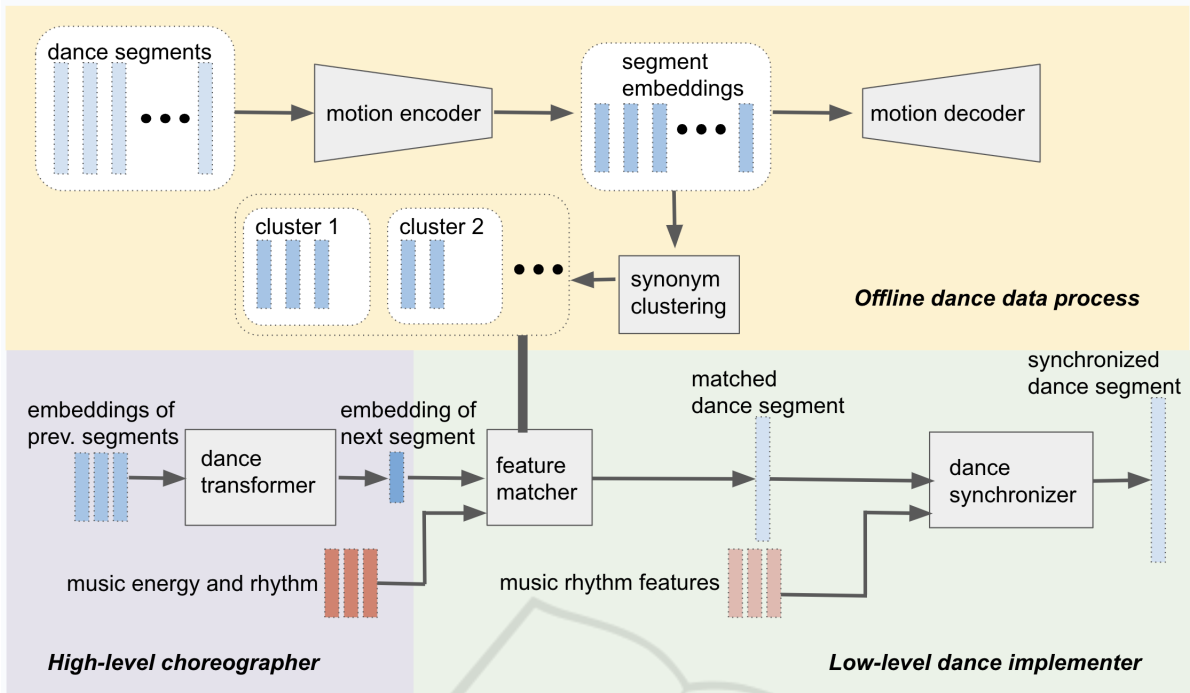 dance segments
motion encoder
segment
embeddings
motion decoder
cluster 1
cluster 2
synonym
clustering
Offline dance data process
embeddings of
prev. segments
dance
transformer
embedding of
next segment
feature
matcher
matched
dance segment
dance
synchronizer
synchronized
dance segment
music energy and rhythm
music rhythm features
High-level choreographer
Low-level dance implementer